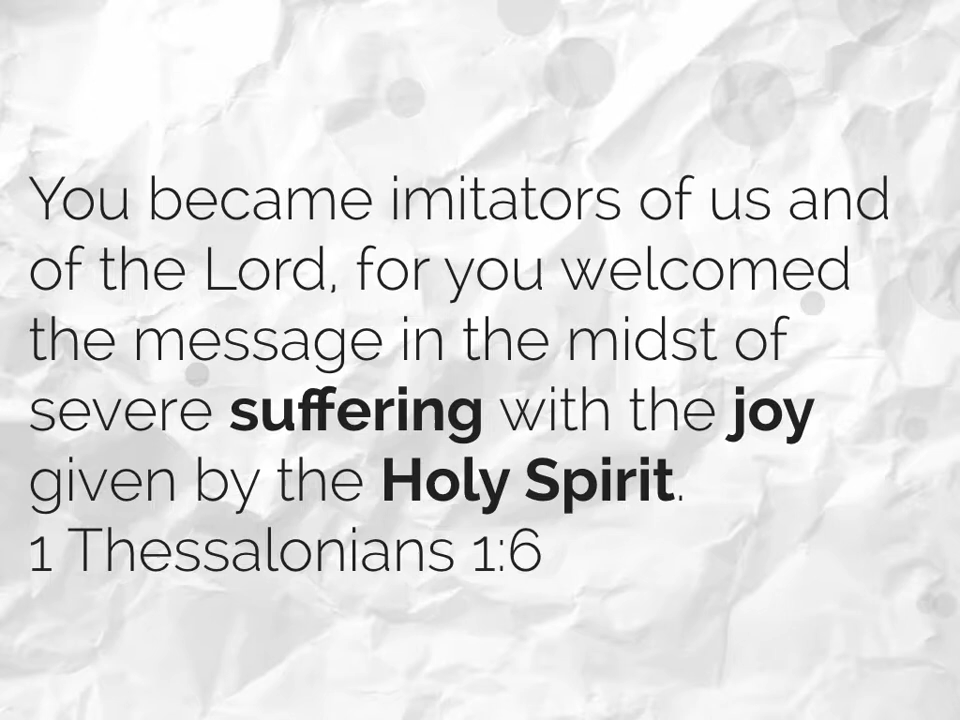 You became imitators of us and
of the Lord, for you welcomed
the message in the midst of
severe suffering with the joy
given by the Holy Spirit.
1 Thessalonians 1:6